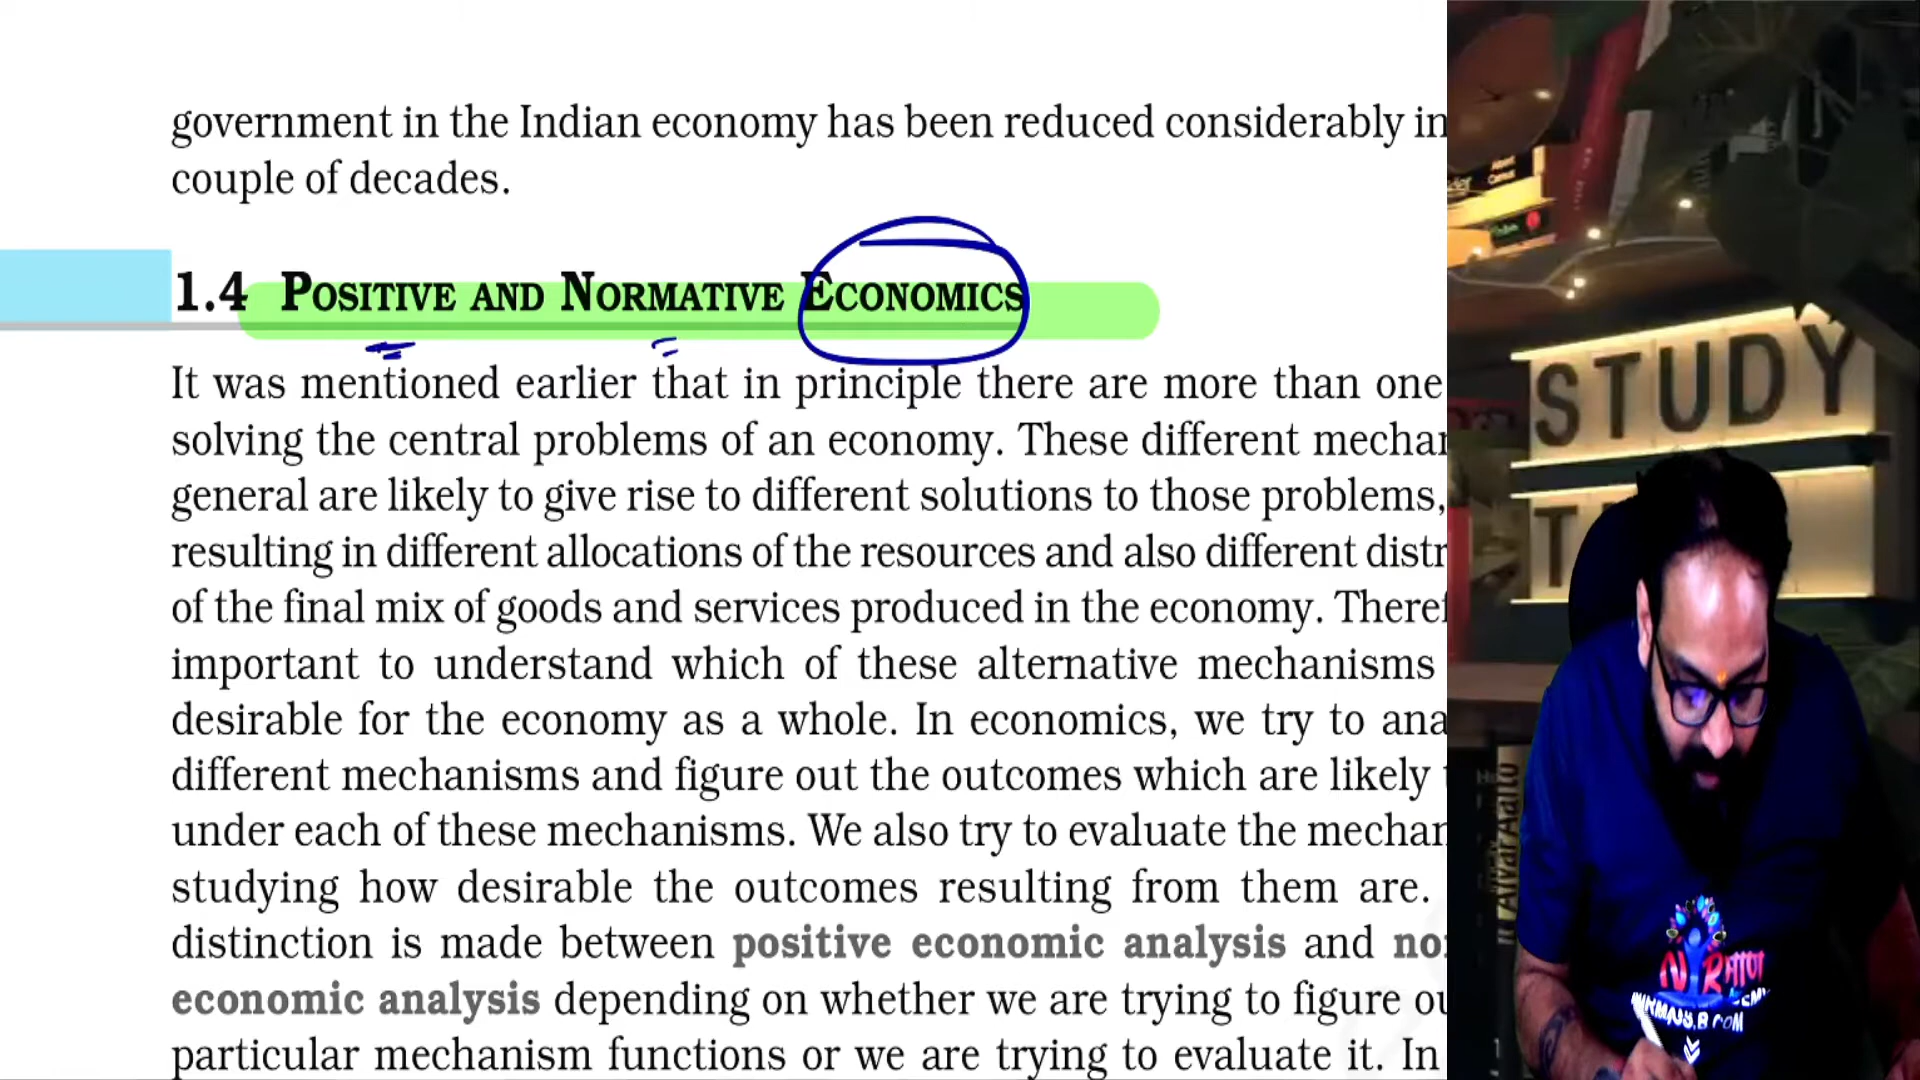 government in the Indian economy has been reduced considerably in
couple of decades.
1.4 POSITIVE AND NORMATIVE ECONOMICS
It was mentioned earlier that in principle there are more than one
solving the central problems of an economy. These different mechan
general are likely to give rise to different solutions to those problems,
resulting in different allocations of the resources and also different distr
of the final mix of goods and services produced in the economy. Theref
important to understand which of these alternative mechanisms
desirable for the economy as a whole. In economics, we try to ana
different mechanisms and figure out the outcomes which are likely
under each of these mechanisms. We also try to evaluate the mechan
studying how desirable the outcomes resulting from them are.
distinction is made between positive economic analysis and no
economic analysis depending on whether we are trying to figure ou
particular mechanism functions or we are trying to evaluate it. In
STUDY
Alvar Aalto